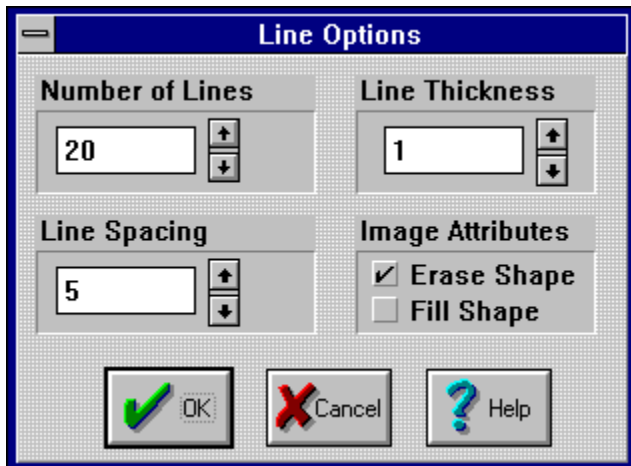 Line Options
Number of Lines
20
Line Thickness
1
Line Spacing
5
Image Attributes
Erase Shape
Fill Shape
OK
Cancel
Help